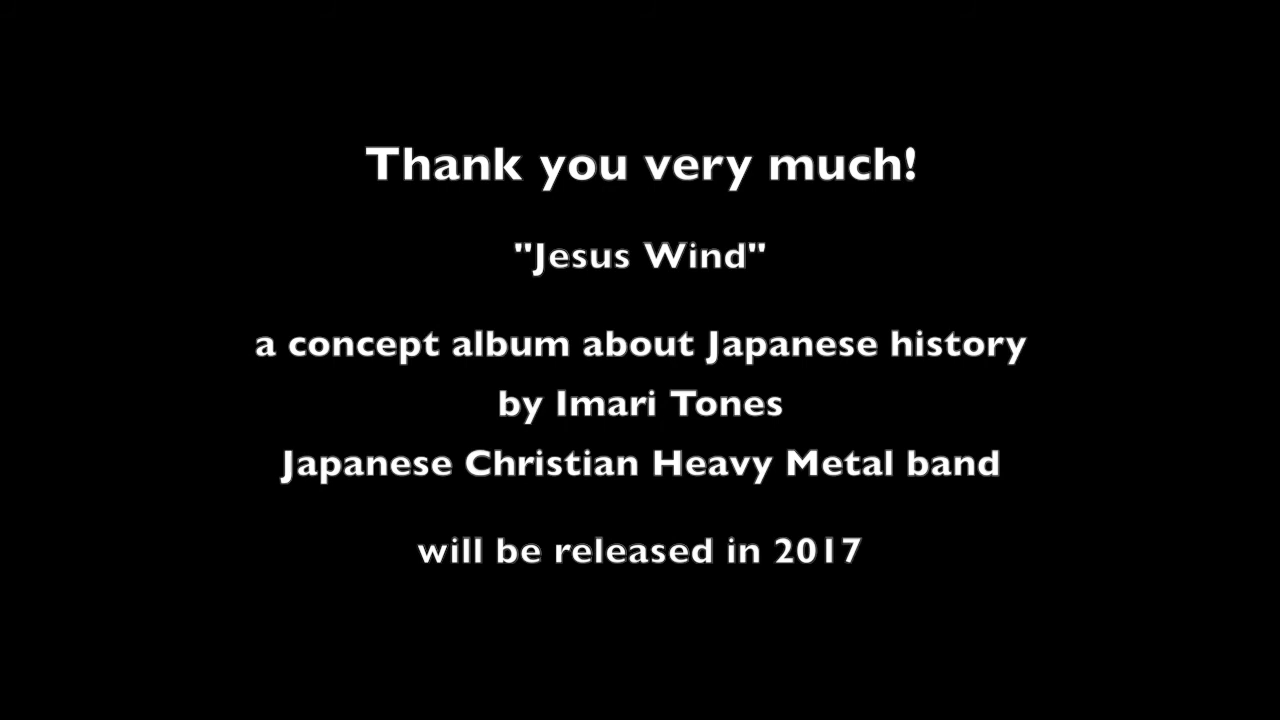 Thank you very much!
"Jesus Wind"
a concept album about Japanese history
by Imari Tones
Japanese Christian Heavy Metal band
will be released in 2017